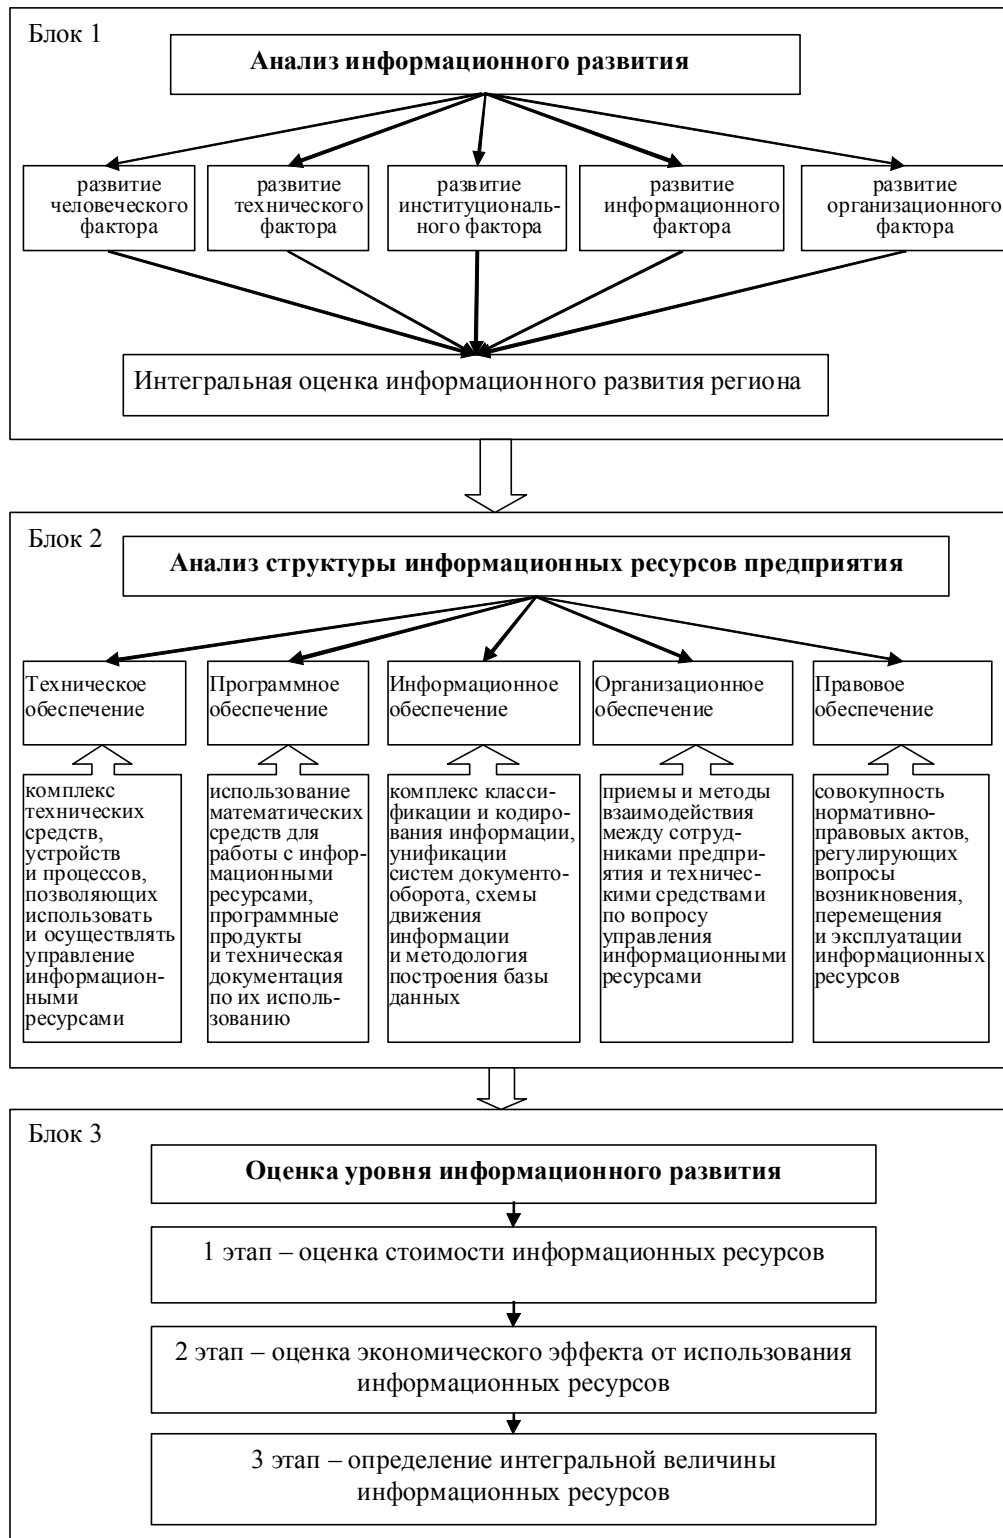 Блок 1
Анализ информационного развития
развитие
человеческого
фактора
развитие
технического
фактора
развитие
институциональ-
ного фактора
развитие
информационного
фактора
развитие
организационного
фактора
Интегральная оценка информационного развития региона
Блок 2
Анализ структуры информационных ресурсов предприятия
Техническое
обеспечение
Программное
обеспечение
Информационное
обеспечение
Организационное
обеспечение
Правовое
обеспечение
комплекс
технических
средств,
устройств
и процессов,
позволяющих
использовать
и осуществлять
управление
информацион-
ными
ресурсами
использование
математических
средств для
работы с инфор-
мационными
ресурсами,
программные
продукты
и техническая
документация
по их исполь-
зованию
комплекс класси-
фикации и кодиро-
вания информации,
унификации
систем документо-
оборота, схемы
движения
информации
и методология
построения базы
данных
приемы и методы
взаимодействия
между сотруд-
никами предпри-
ятия и техничес-
кими средствами
по вопросу
управления
информационными
ресурсами
совокупность
нормативно-
правовых актов,
регулирующих
вопросы
возникновения,
перемещения
и эксплуатации
информационных
ресурсов
Блок 3
Оценка уровня информационного развития
1 этап – оценка стоимости информационных ресурсов
2 этап – оценка экономического эффекта от использования
информационных ресурсов
3 этап – определение интегральной величины
информационных ресурсов